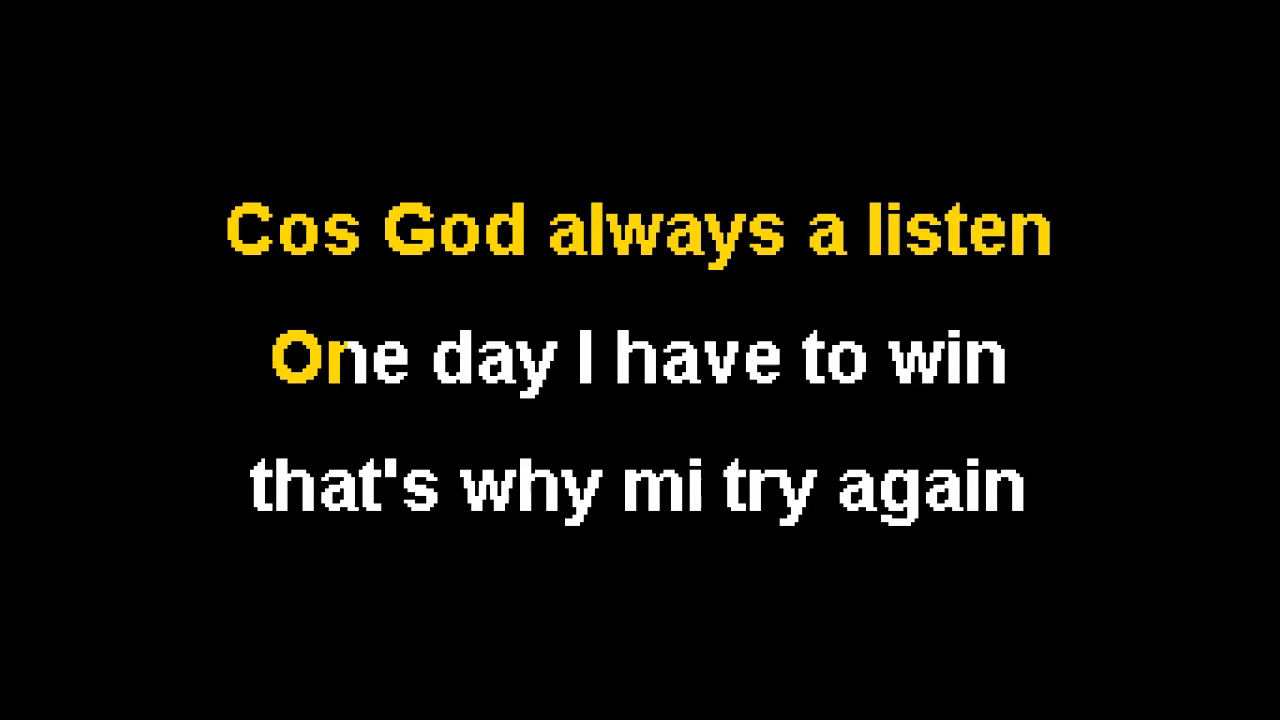 Cos God always a listen
One day I have to win
that's why mi try again